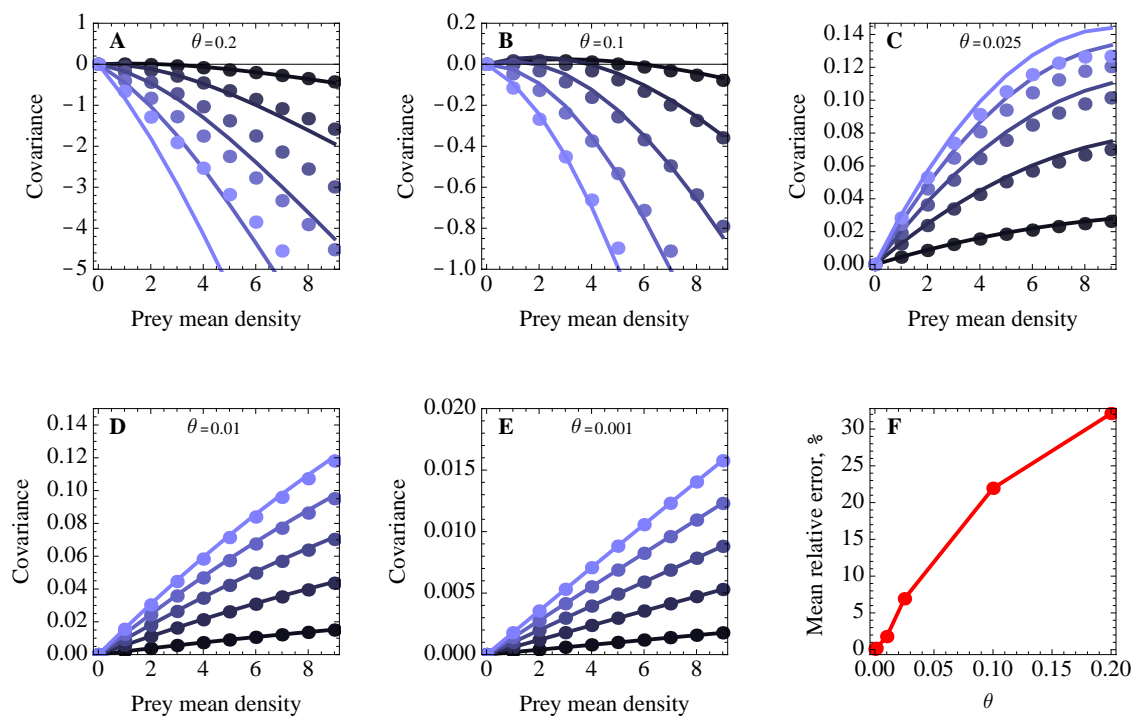 A
θ=0.2
1
0
−1
−2
−3
−4
−5
Covariance
0 2 4 6 8
Prey mean density
B
θ=0.1
0.2
0.0
−0.2
−0.4
−0.6
−0.8
−1.0
Covariance
0 2 4 6 8
Prey mean density
C
θ=0.025
0.14
0.12
0.10
0.08
0.06
0.04
0.02
0.00
Covariance
0 2 4 6 8
Prey mean density
D
θ=0.01
0.14
0.12
0.10
0.08
0.06
0.04
0.02
0.00
Covariance
0 2 4 6 8
Prey mean density
E
θ=0.001
0.020
0.015
0.010
0.005
0.000
Covariance
0 2 4 6 8
Prey mean density
F
30
25
20
15
10
5
0
Mean relative error, %
0.00 0.05 0.10 0.15 0.20
θ